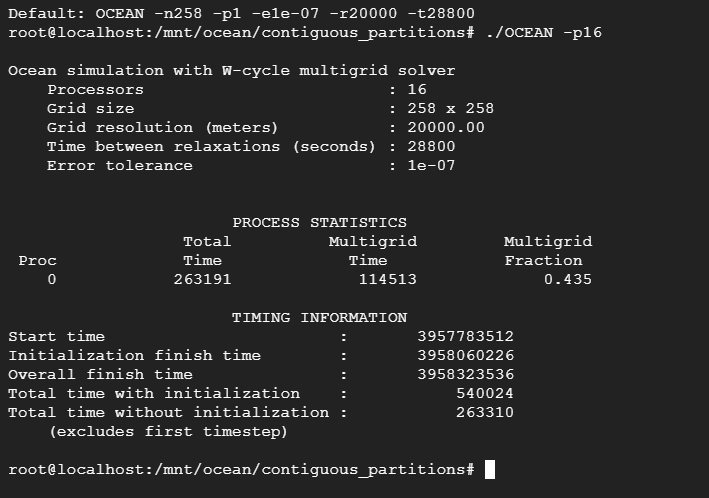 Default: OCEAN -n258 -p1 -e1e-07 -r20000 -t28800
root@localhost:/mnt/ocean/contiguous_partitions# ./OCEAN -p16
Ocean simulation with W-cycle multigrid solver
Processors : 16
Grid size : 258 x 258
Grid resolution (meters) : 20000.00
Time between relaxations (seconds) : 28800
Error tolerance : 1e-07
PROCESS STATISTICS
Total Multigrid Multigrid
Proc Time Time Fraction
0 263191 114513 0.435
TIMING INFORMATION
Start time : 3957783512
Initialization finish time : 3958060226
Overall finish time : 3958323536
Total time with initialization : 540024
Total time without initialization : 263310
(excludes first timestep)
root@localhost:/mnt/ocean/contiguous_partitions#